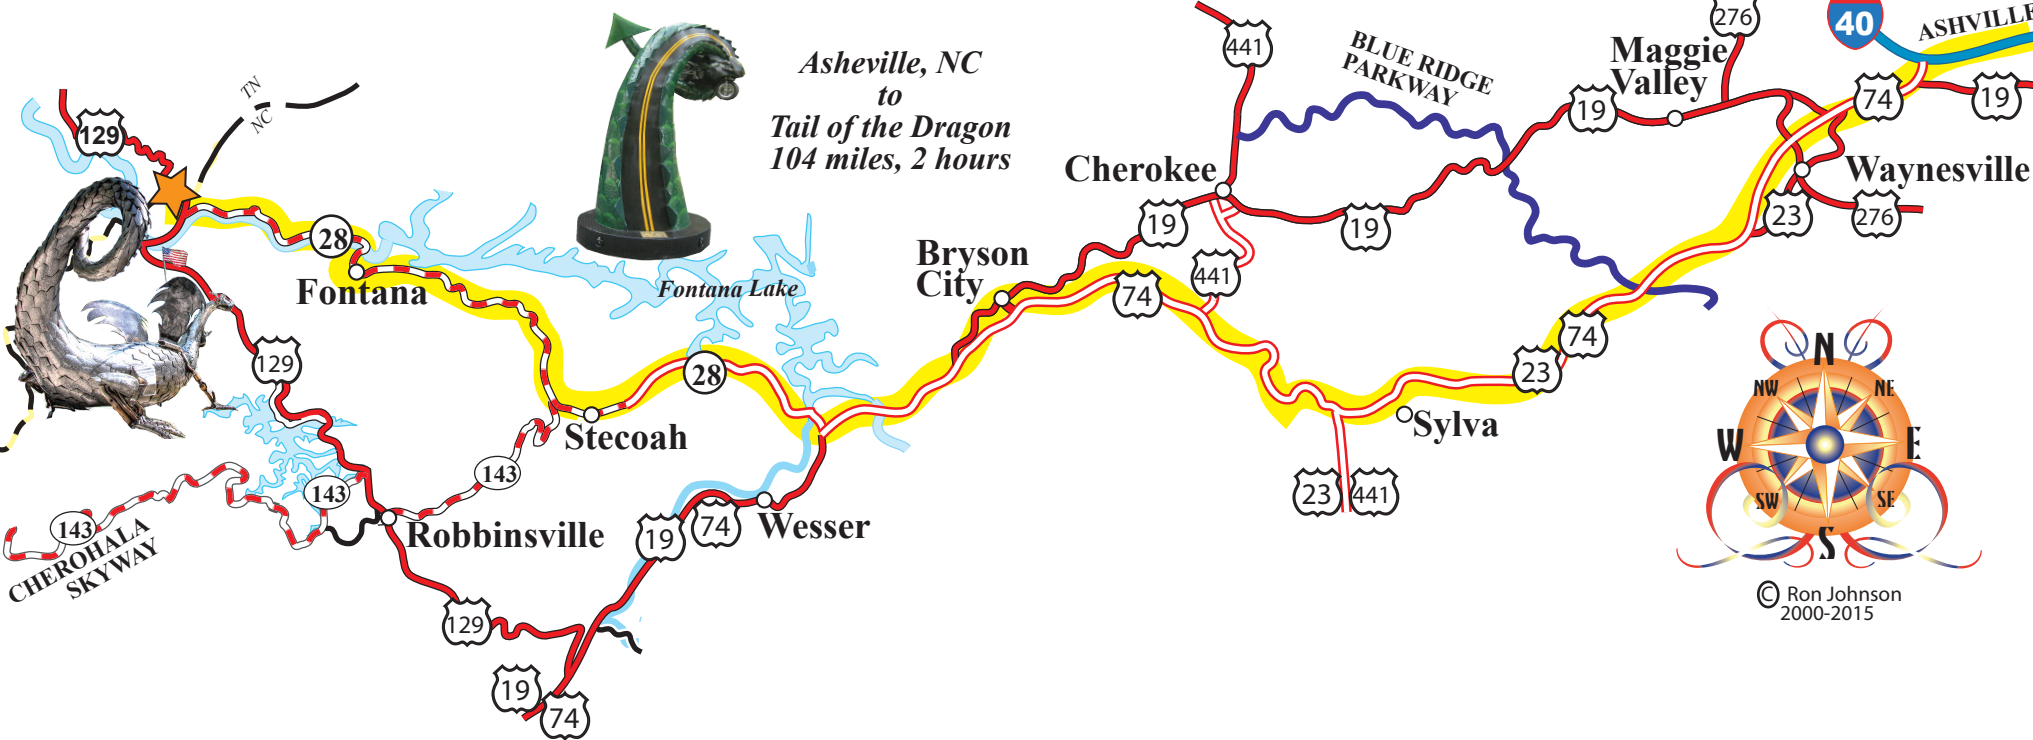 276
40
ASHVILLE
441
BLUE RIDGE
PARKWAY
Maggie
Valley
Asheville, NC
to
Tail of the Dragon
104 miles, 2 hours
TN
NC
129
19
74
19
Cherokee
Waynesville
19
19
23
276
28
Bryson
City
441
74
Fontana
Fontana Lake
74
129
28
23
Stecoah
Sylva
143
143
23
441
143
CHEROHALA
SKYWAY
Robbinsville
19
74
Wesser
129
19
74
N
NW
NE
W
E
SW
SE
S
© Ron Johnson
2000-2015